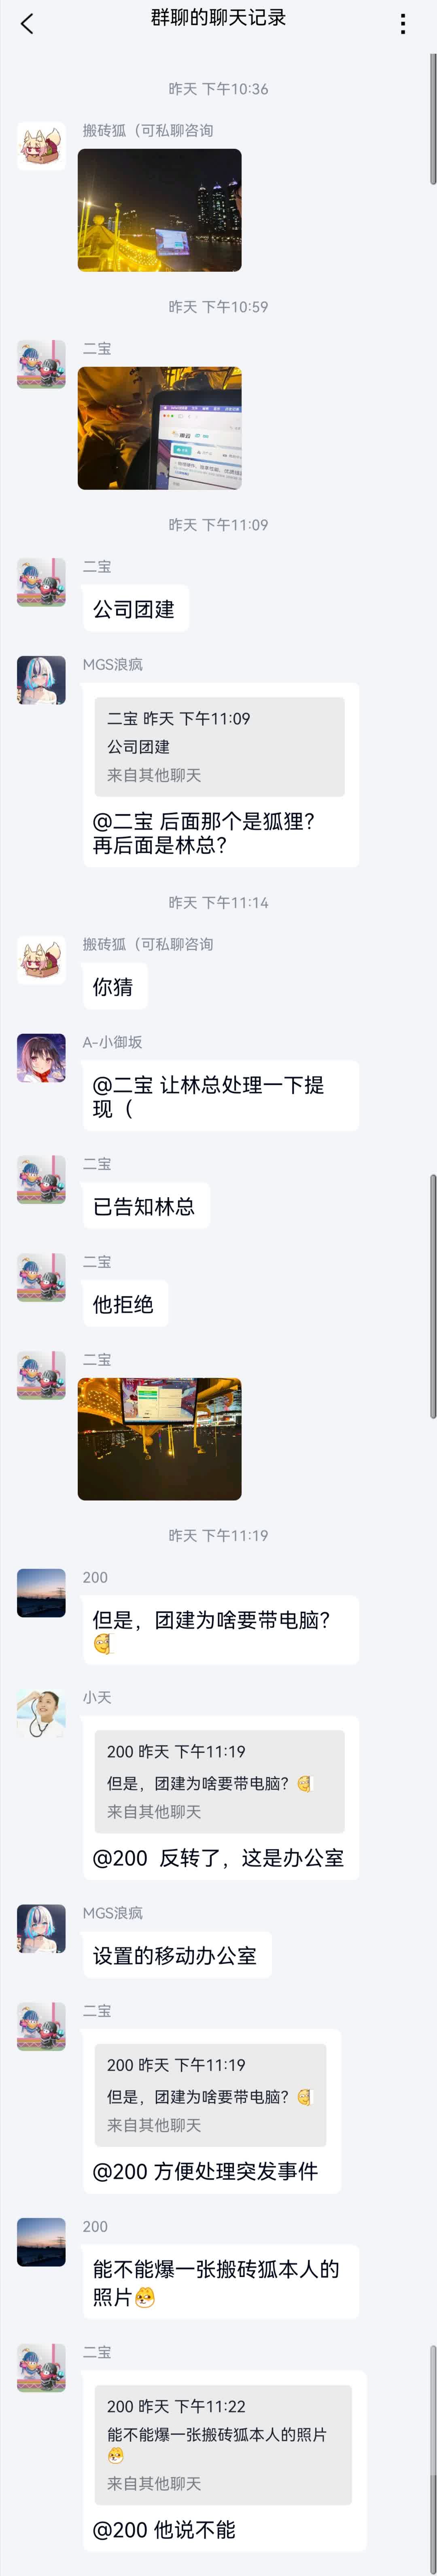 群聊的聊天记录
昨天 下午10:36
搬砖狐（可私聊咨询
昨天 下午10:59
二宝
昨天 下午11:09
二宝
公司团建
MGS浪疯
二宝 昨天 下午11:09
公司团建
来自其他聊天
@二宝 后面那个是狐狸？
再后面是林总？
昨天 下午11:14
搬砖狐（可私聊咨询
你猜
A-小御坂
@二宝 让林总处理一下提
现（
二宝
已告知林总
二宝
他拒绝
二宝
昨天 下午11:19
200
但是，团建为啥要带电脑？
小天
200 昨天 下午11:19
但是，团建为啥要带电脑？
来自其他聊天
@200 反转了，这是办公室
MGS浪疯
设置的移动办公室
二宝
200 昨天 下午11:19
但是，团建为啥要带电脑？
来自其他聊天
@200 方便处理突发事件
200
能不能爆一张搬砖狐本人的
照片
二宝
200 昨天 下午11:22
能不能爆一张搬砖狐本人的照片
来自其他聊天
@200 他说不能